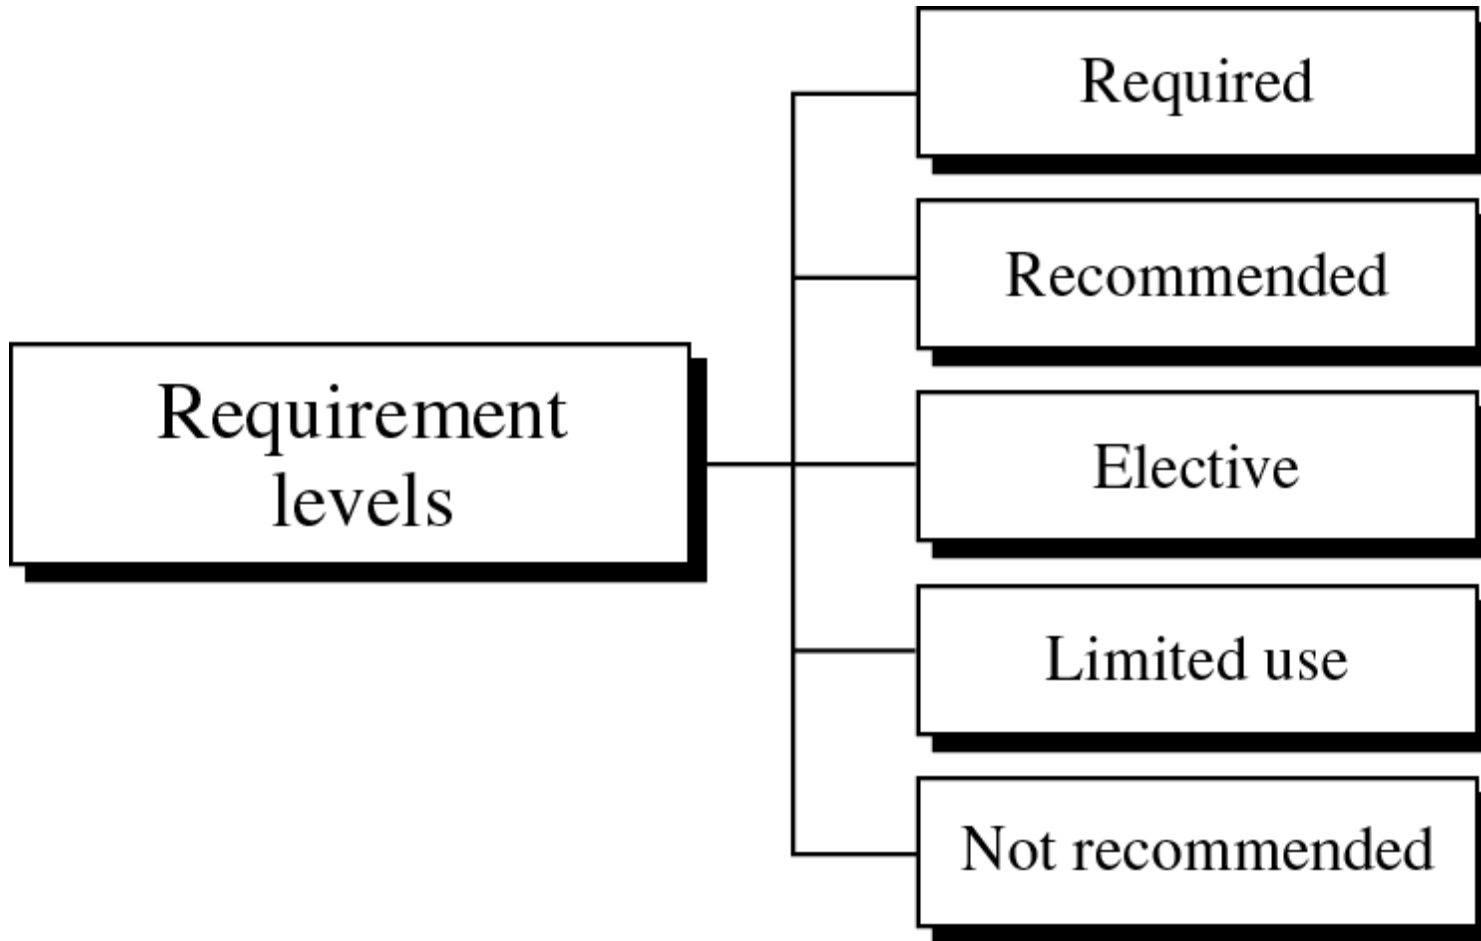 Required
Recommended
Requirement
levels
Elective
Limited use
Not recommended